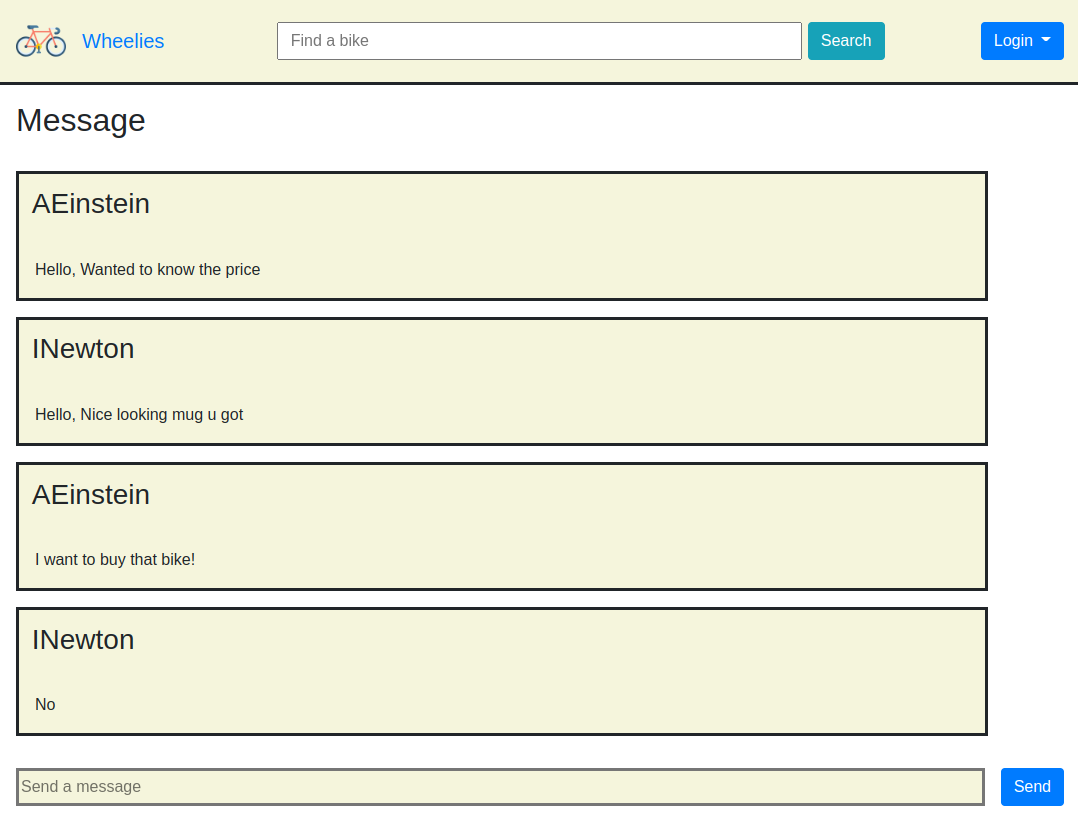 Wheelies
Find a bike
Search
Login
Message
AEinstein
Hello, Wanted to know the price
INewton
Hello, Nice looking mug u got
AEinstein
I want to buy that bike!
INewton
No
Send a message
Send